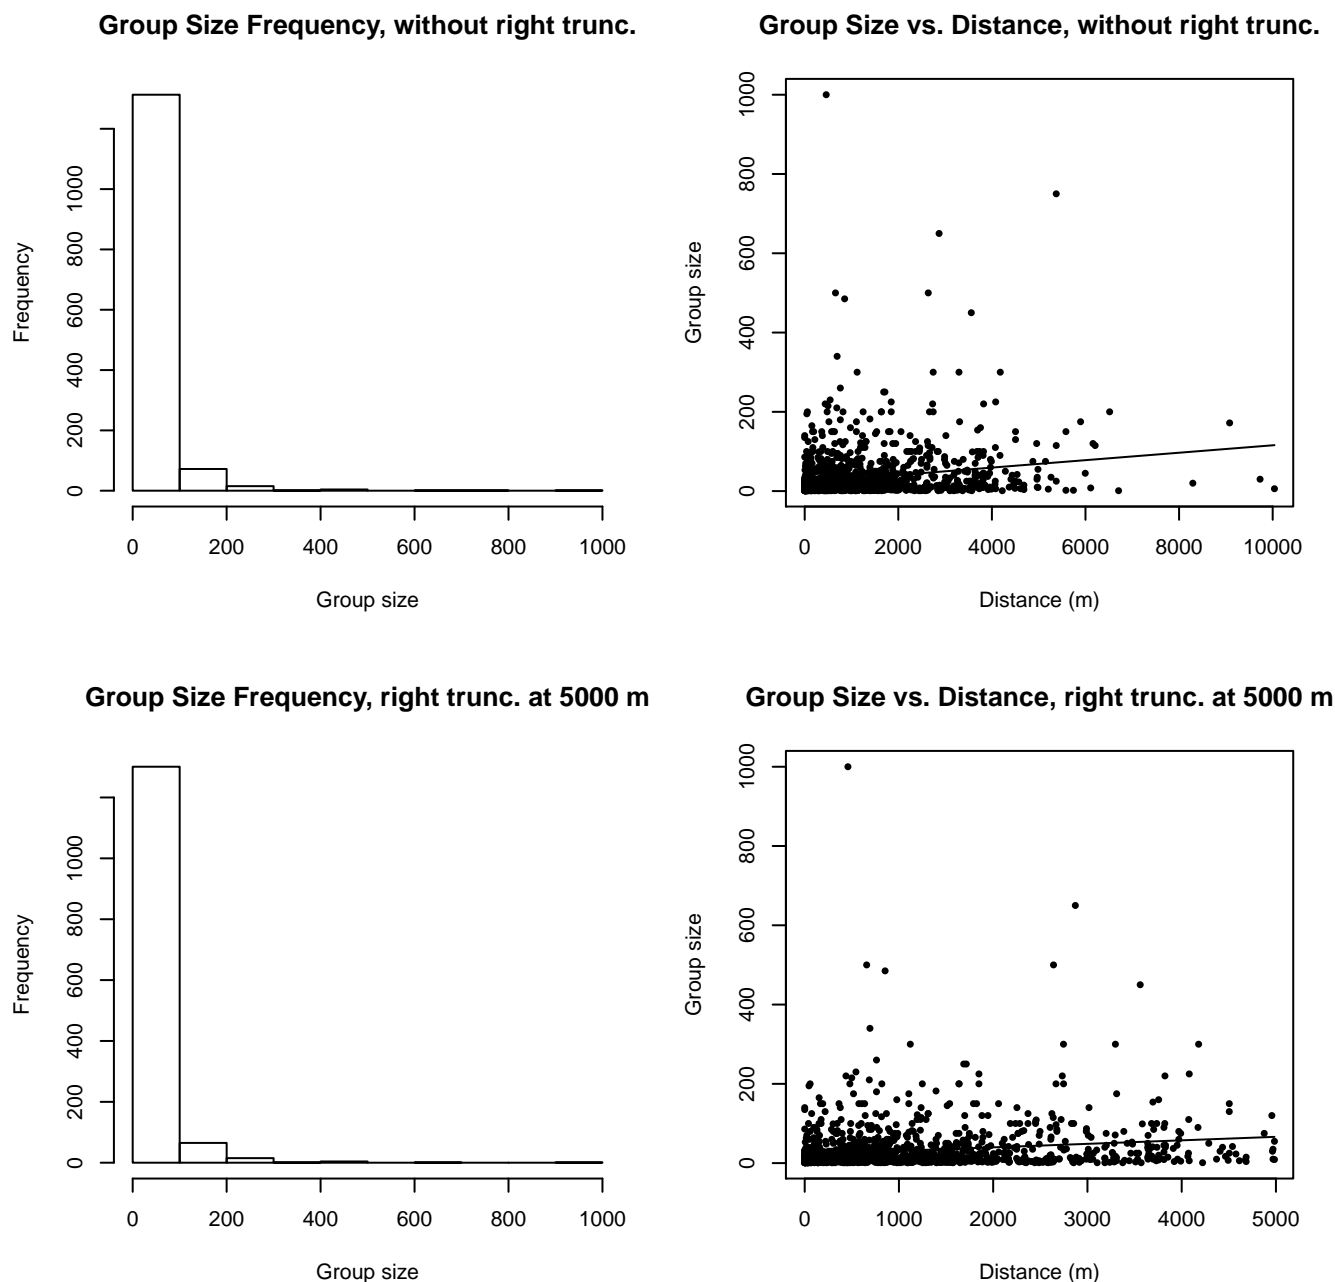 Group Size Frequency, without right trunc.
Frequency
0 200 400 600 800 1000
0 200 400 600 800 1000
Group size
Group Size vs. Distance, without right trunc.
Group size
0 200 400 600 800 1000
0 2000 4000 6000 8000 10000
Distance (m)
Group Size Frequency, right trunc. at 5000 m
Frequency
0 200 400 600 800 1000
0 200 400 600 800 1000
Group size
Group Size vs. Distance, right trunc. at 5000 m
Group size
0 200 400 600 800 1000
0 1000 2000 3000 4000 5000
Distance (m)